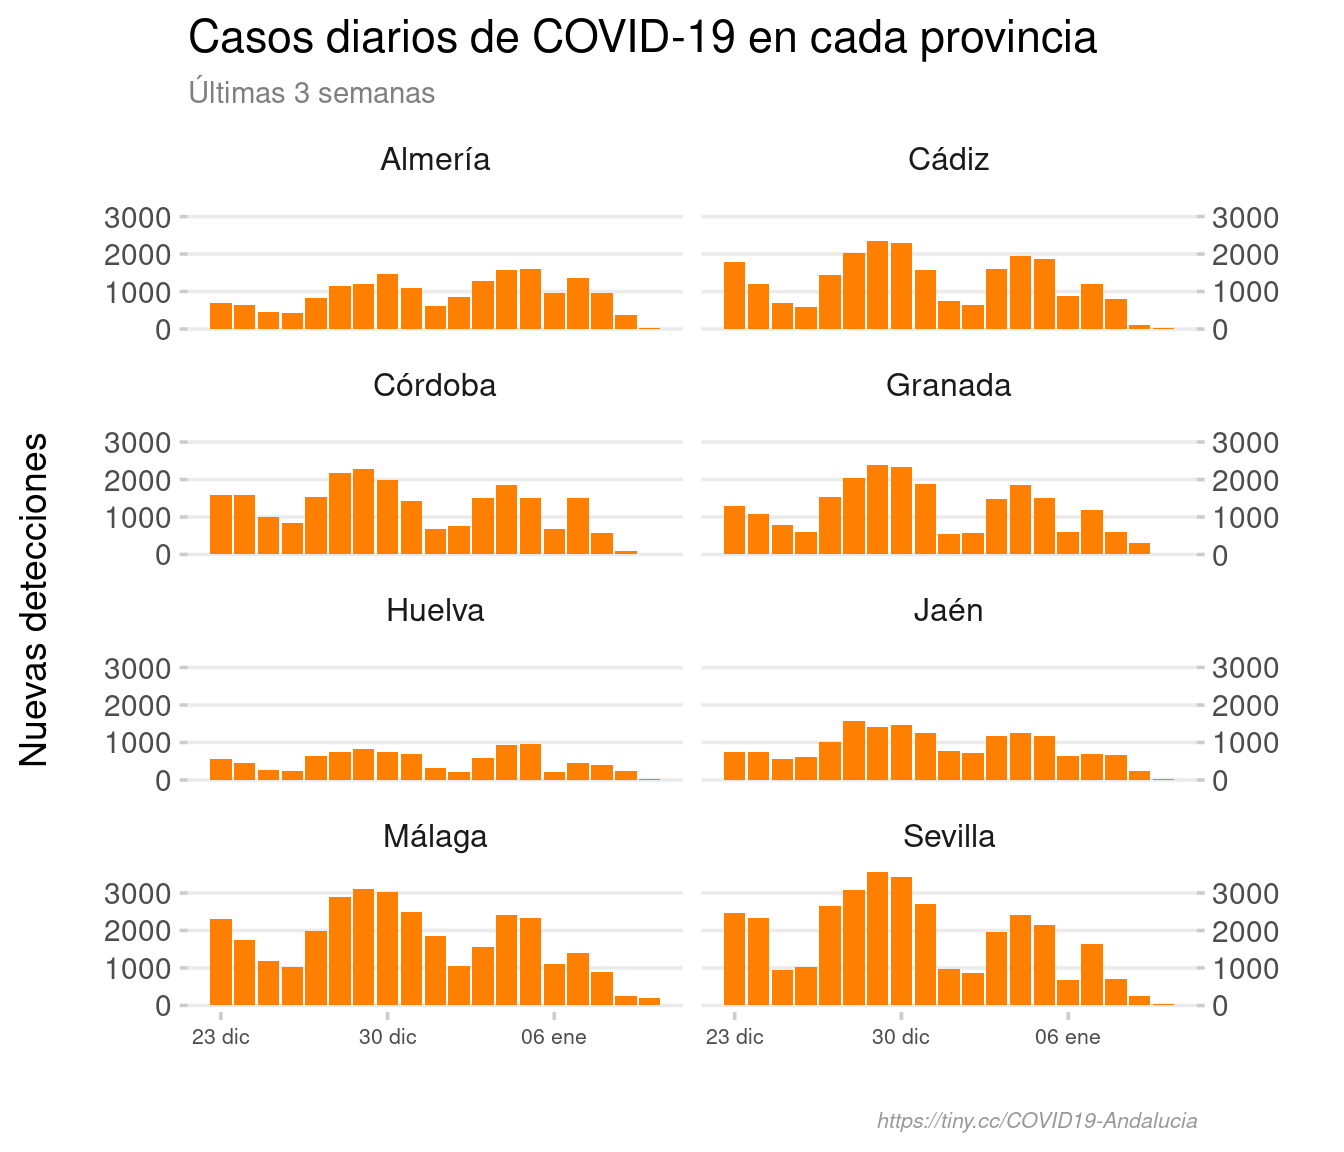 Casos diarios de COVID-19 en cada provincia
Últimas 3 semanas
Nuevas detecciones
Almería
Cádiz
3000
2000
1000
0
3000
2000
1000
0
Córdoba
Granada
3000
2000
1000
0
3000
2000
1000
0
Huelva
Jaén
3000
2000
1000
0
3000
2000
1000
0
Málaga
Sevilla
3000
2000
1000
0
3000
2000
1000
0
23 dic
30 dic
06 ene
23 dic
30 dic
06 ene
https://tiny.cc/COVID19-Andalucia